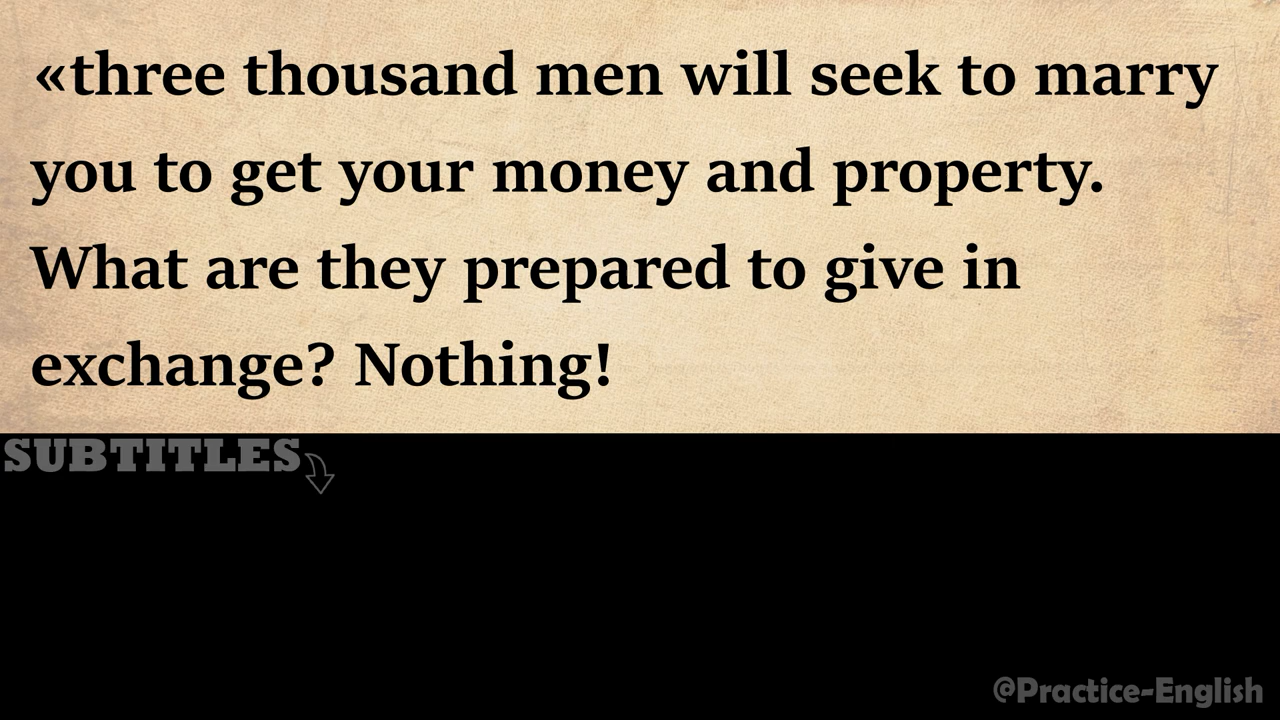 «three thousand men will seek to marry
you to get your money and property.
What are they prepared to give in
exchange? Nothing!
SUBTITLES
@Practice-English